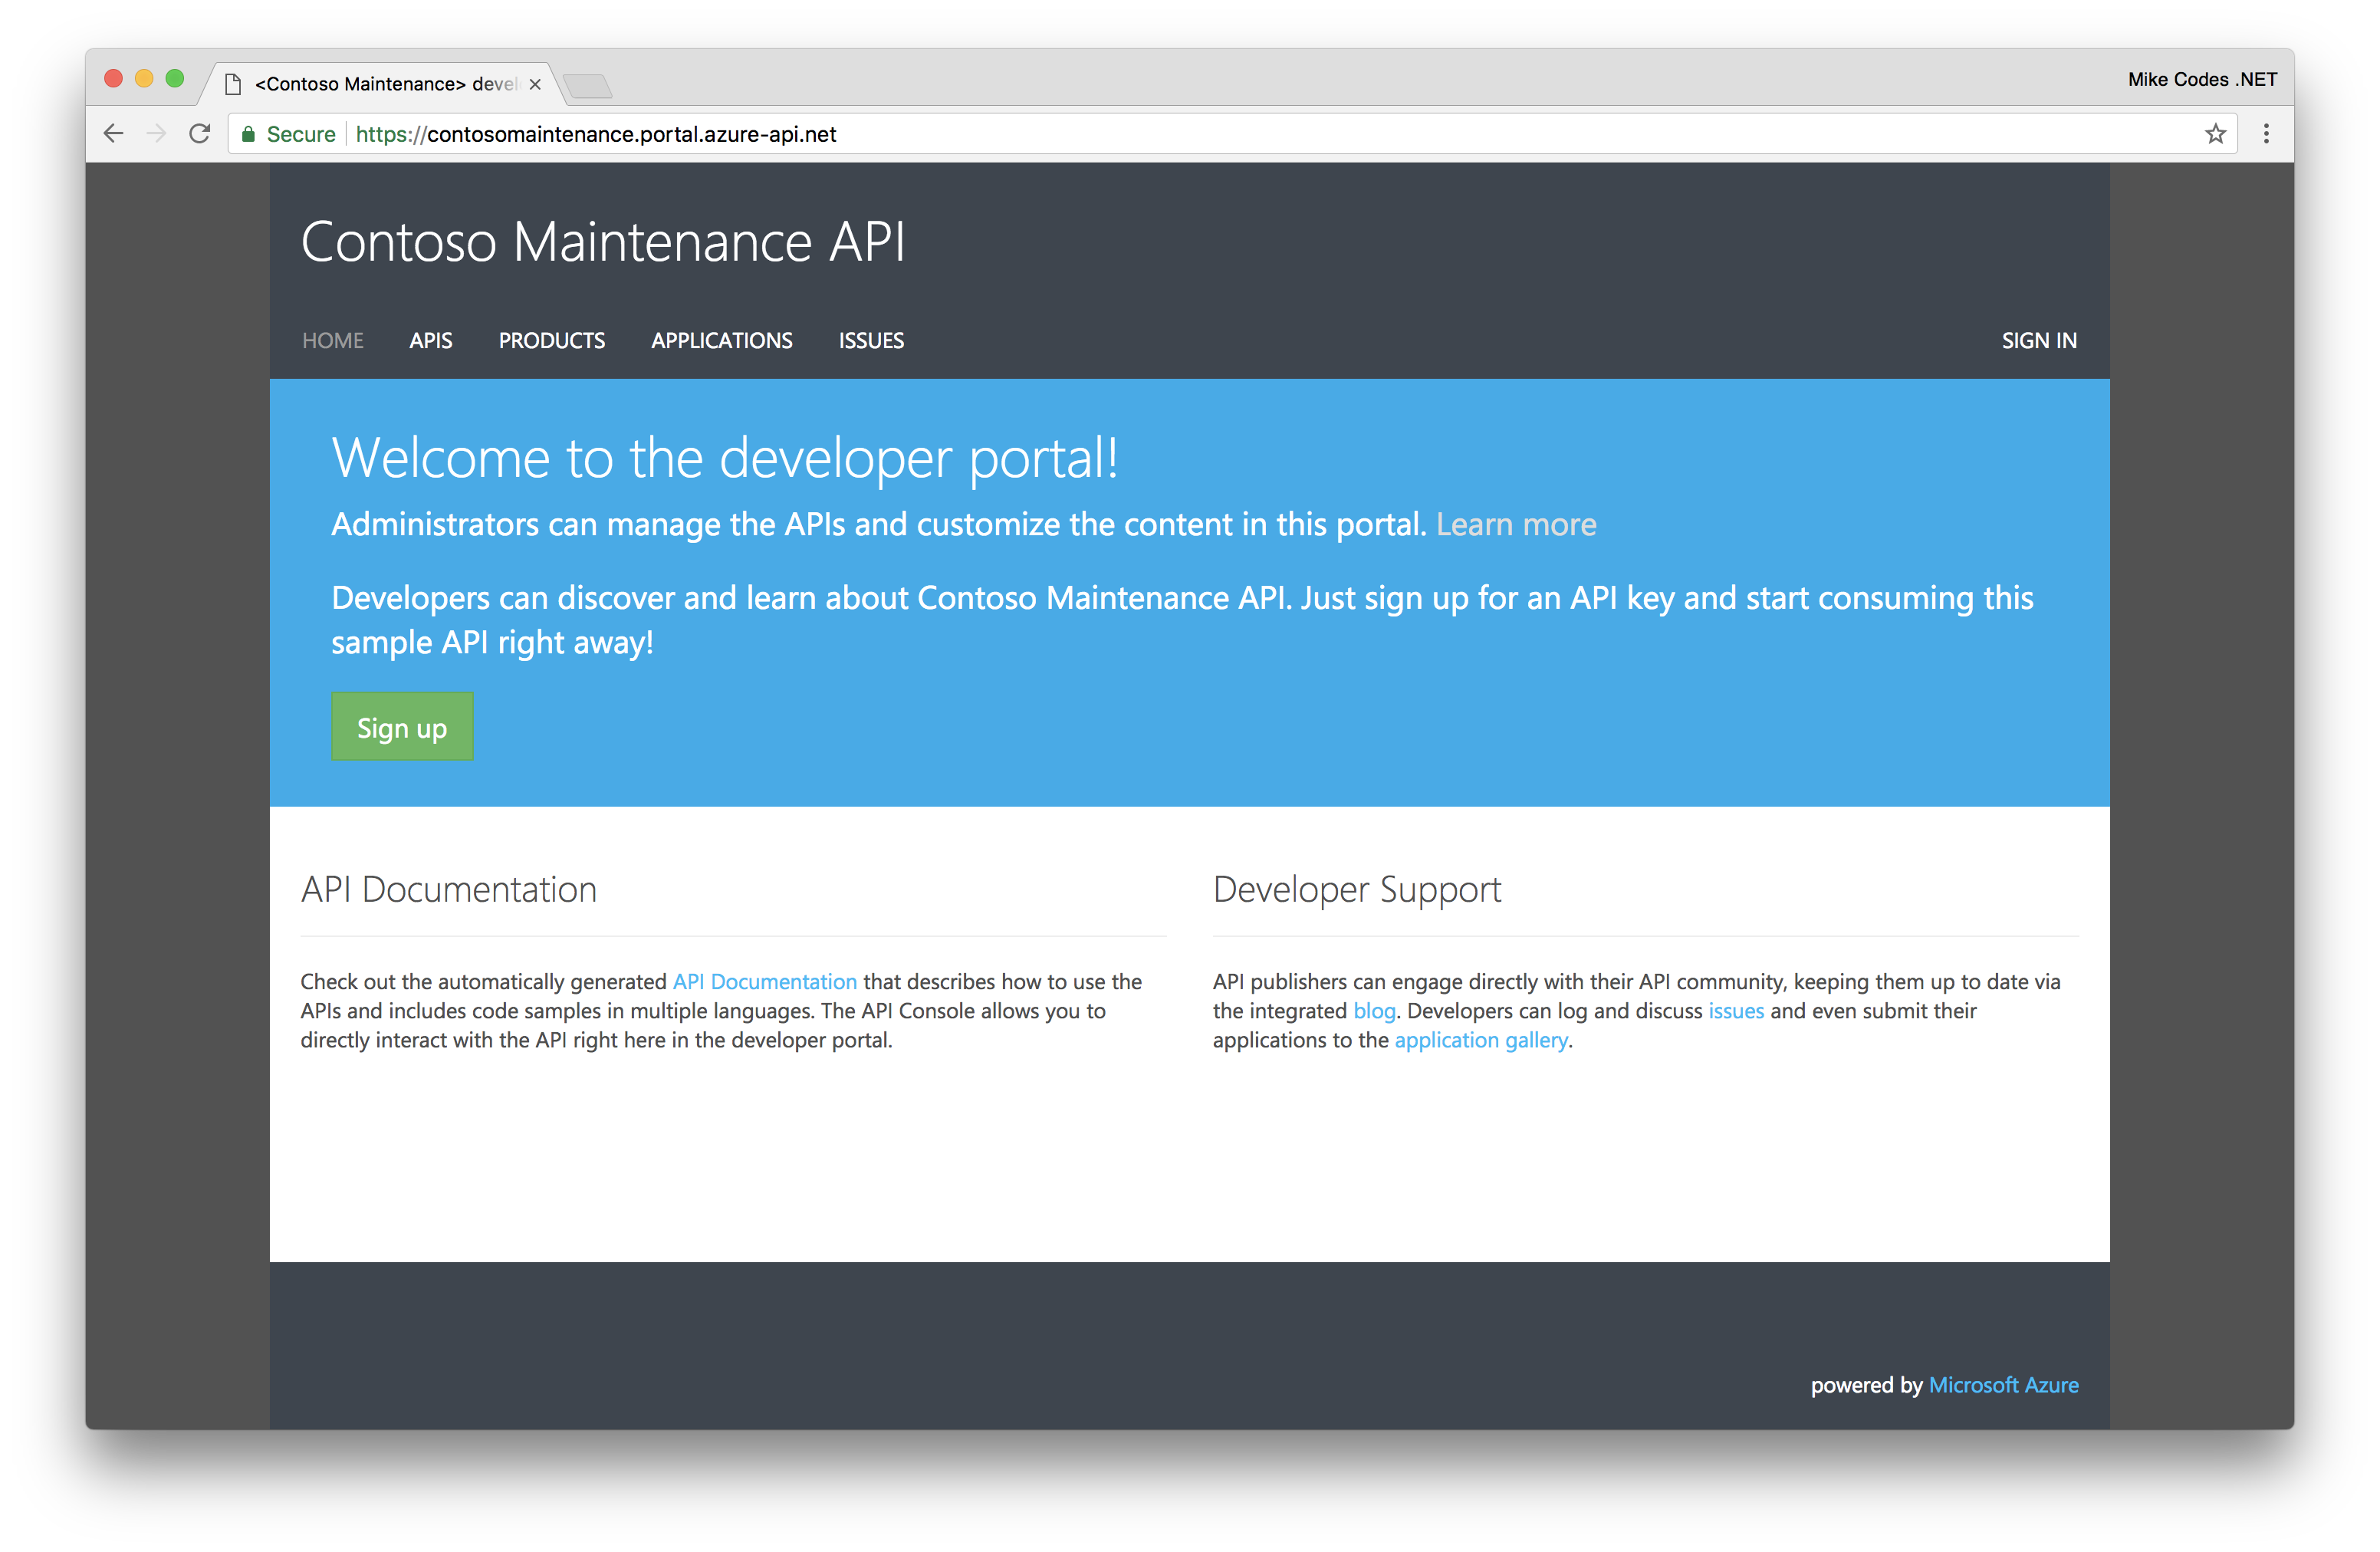 <Contoso Maintenance> devel
Mike Codes .NET
Secure
https://contosomaintenance.portal.azure-api.net
Contoso Maintenance API
HOME APIS PRODUCTS APPLICATIONS ISSUES SIGN IN
Welcome to the developer portal!
Administrators can manage the APIs and customize the content in this portal. Learn more
Developers can discover and learn about Contoso Maintenance API. Just sign up for an API key and start consuming this
sample API right away!
Sign up
API Documentation
Check out the automatically generated API Documentation that describes how to use the
APIs and includes code samples in multiple languages. The API Console allows you to
directly interact with the API right here in the developer portal.
Developer Support
API publishers can engage directly with their API community, keeping them up to date via
the integrated blog. Developers can log and discuss issues and even submit their
applications to the application gallery.
powered by Microsoft Azure